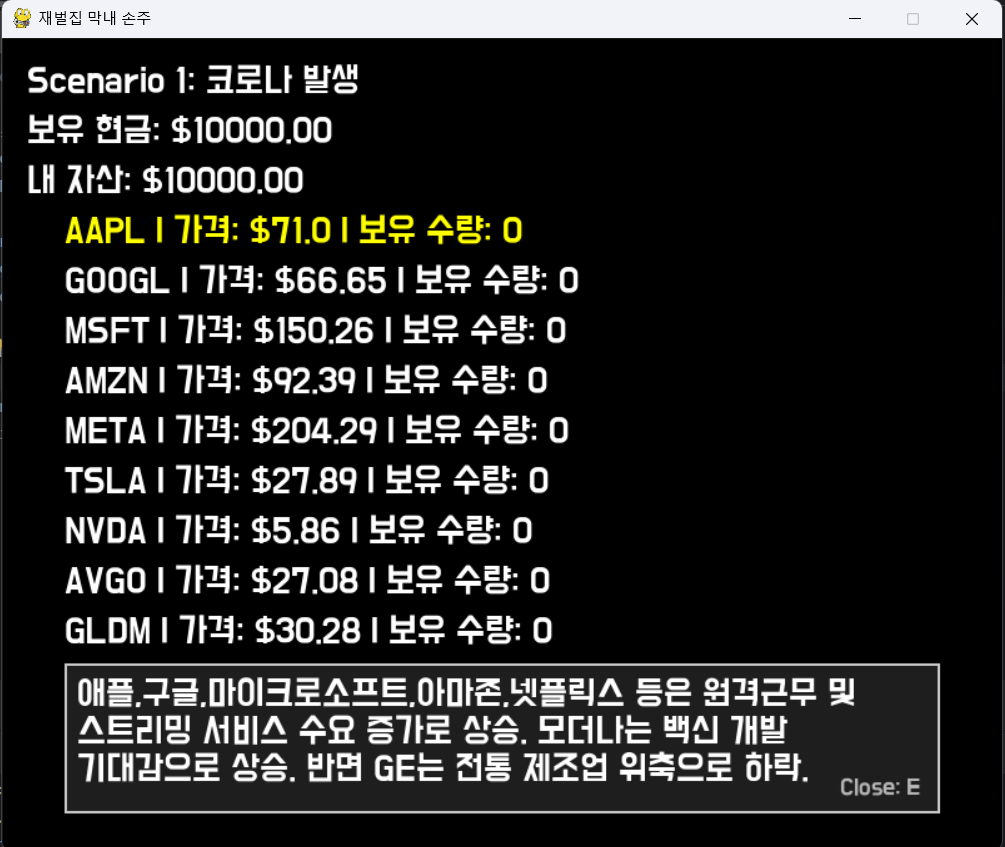 재벌집 막내 손주
Scenario 1: 코로나 발생
보유 현금: $10000.00
내 자산: $10000.00
AAPL | 가격: $71.0 | 보유 수량: 0
GOOGL | 가격: $66.65 | 보유 수량: 0
MSFT | 가격: $150.26 | 보유 수량: 0
AMZN | 가격: $92.39 | 보유 수량: 0
META | 가격: $204.29 | 보유 수량: 0
TSLA | 가격: $27.89 | 보유 수량: 0
NVDA | 가격: $5.86 | 보유 수량: 0
AVGO | 가격: $27.08 | 보유 수량: 0
GLDM | 가격: $30.28 | 보유 수량: 0
애플,구글,마이크로소프트,아마존,넷플릭스 등은 원격근무 및
스트리밍 서비스 수요 증가로 상승. 모더나는 백신 개발
기대감으로 상승. 반면 GE는 전통 제조업 위축으로 하락.
Close: E